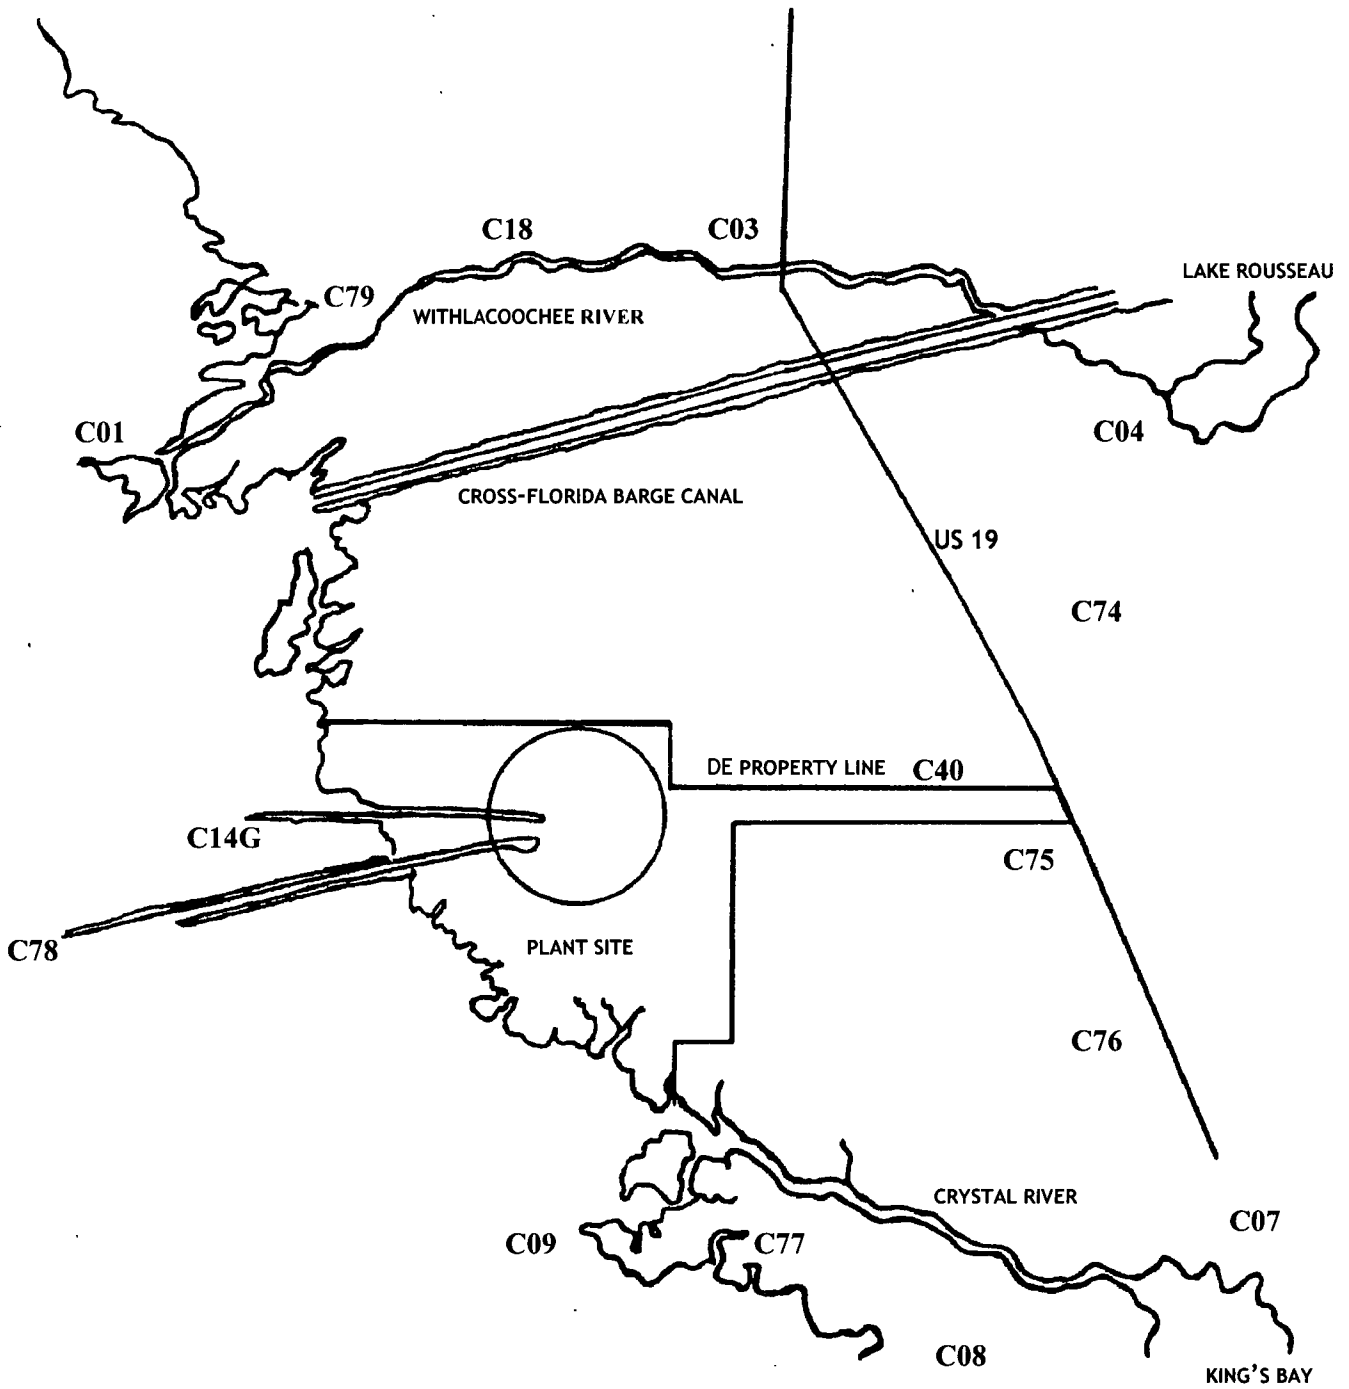 C18
C03
LAKE ROUSSEAU
C79
WITHLACOOCHEE RIVER
C01
C04
CROSS-FLORIDA BARGE CANAL
US 19
C74
DE PROPERTY LINE
C40
C14G
C75
C78
PLANT SITE
C76
CRYSTAL RIVER
C07
C09
C77
C08
KING'S BAY